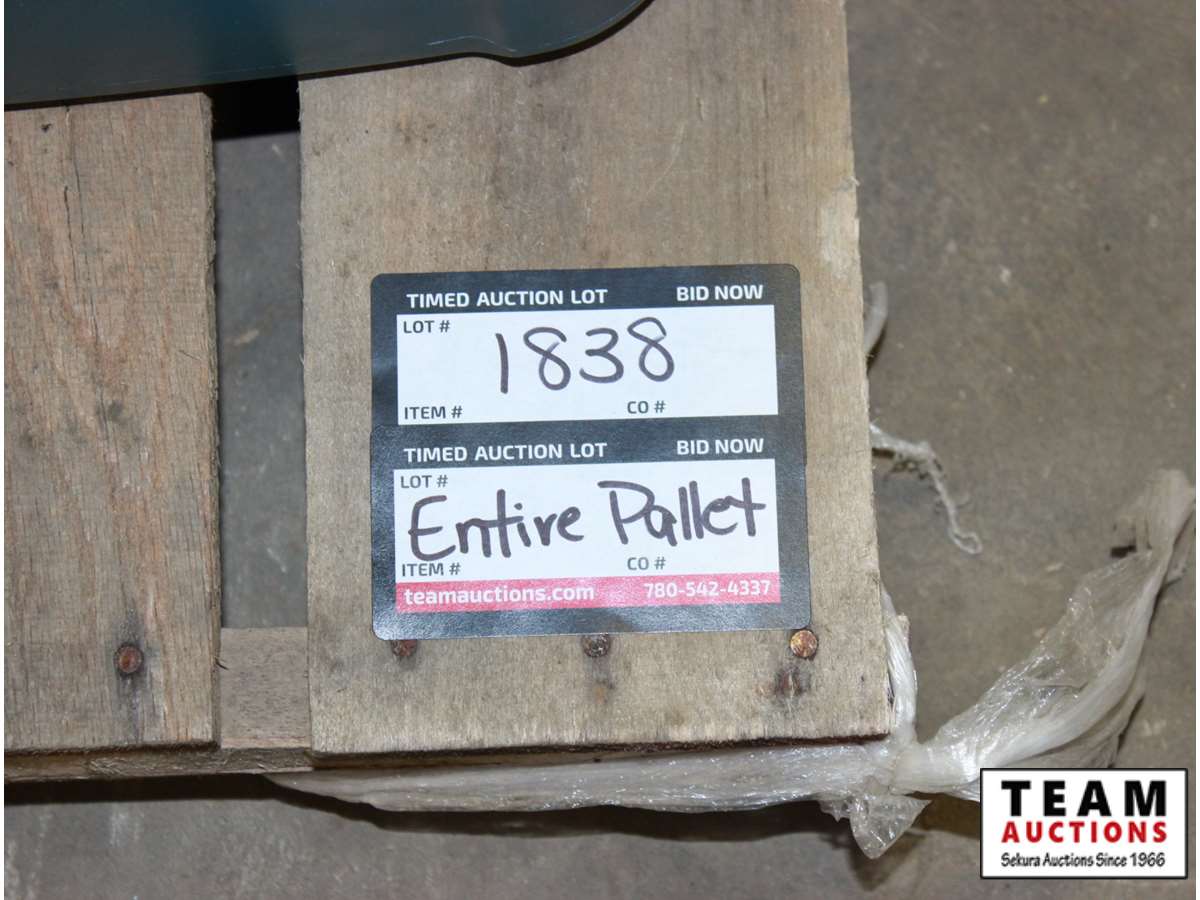 TIMED AUCTION LOT BID NOW
LOT #
1838
ITEM # CO #
TIMED AUCTION LOT BID NOW
LOT #
Entire Pallet
ITEM # CO #
teamauctions.com 780-542-4337
TEAM
AUCTIONS
Sekura Auctions Since 1966